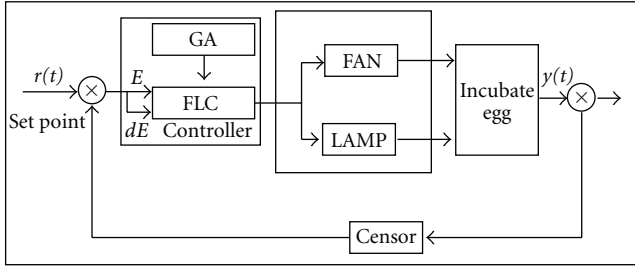 GA
r(t)
E
FAN
y(t)
×
FLC
Incubate
egg
×
Set point
dE
Controller
LAMP
Censor